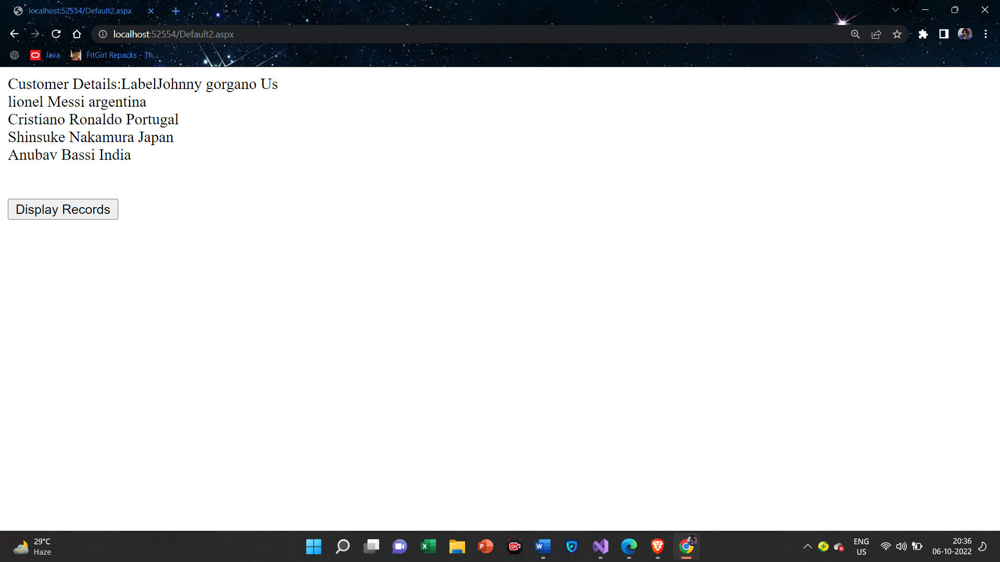 localhost:52554/Default2.aspx
localhost:52554/Default2.aspx
Java FitGirl Repacks - Th...
Customer Details:LabelJohnny gorgano Us
lionel Messi argentina
Cristiano Ronaldo Portugal
Shinsuke Nakamura Japan
Anubav Bassi India
Display Records
29°C
Haze
ENG
US
20:36
06-10-2022